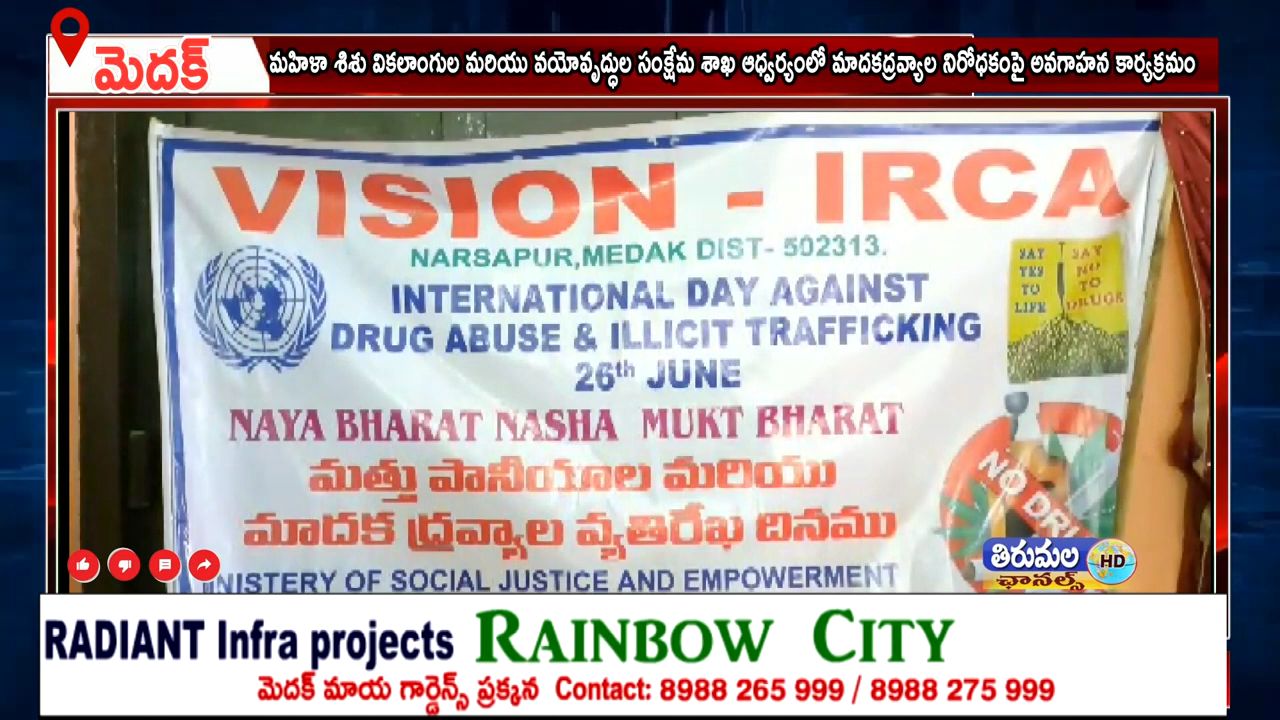 మెదక్
మహిళా శిశు వికలాంగుల మరియు వయోవృద్ధుల సంక్షేమ శాఖ ఆధ్వర్యంలో మాదకద్రవ్యాల నిరోధకంపై అవగాహన కార్యక్రమం
VISION - IRCA
NARSAPUR,MEDAK DIST- 502313.
INTERNATIONAL DAY AGAINST
DRUG ABUSE & ILLICIT TRAFFICKING
26th JUNE
SAY YES TO LIFE
SAY NO TO DRUGS
NAYA BHARAT NASHA MUKT BHARAT
మత్తు పానీయాల మరియు
మాదక ద్రవ్యాల వ్యతిరేఖ దినము
NO DRU
NISTERY OF SOCIAL JUSTICE AND EMPOWERMENT
తిరుమల
ఛానల్స్
HD
RADIANT Infra projects RAINBOW CITY
మెదక్ మాయ గార్డెన్స్ ప్రక్కన Contact: 8988 265 999 / 8988 275 999